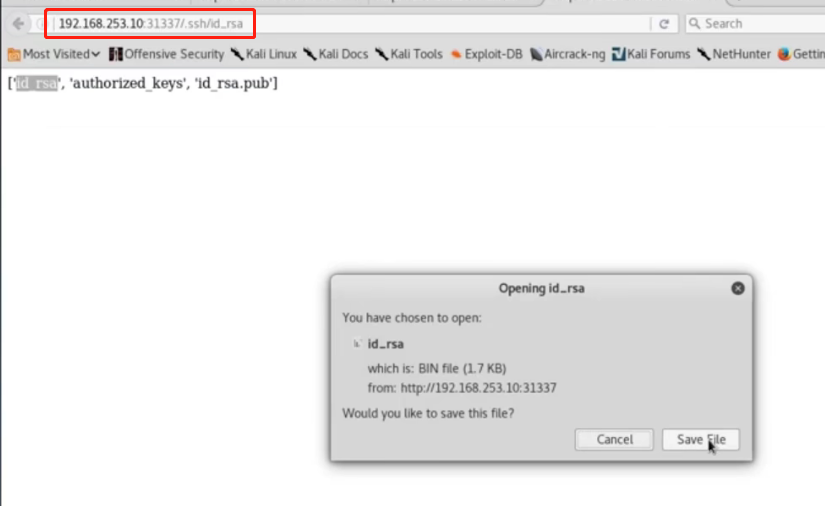 192.168.253.10:31337/.ssh/id_rsa
Search
Most Visited Offensive Security Kali Linux Kali Docs Kali Tools Exploit-DB Aircrack-ng Kali Forums NetHunter Gettin
['id_rsa', 'authorized_keys', 'id_rsa.pub']
Opening id_rsa
You have chosen to open:
id_rsa
which is: BIN file (1.7 KB)
from: http://192.168.253.10:31337
Would you like to save this file?
Cancel Save File